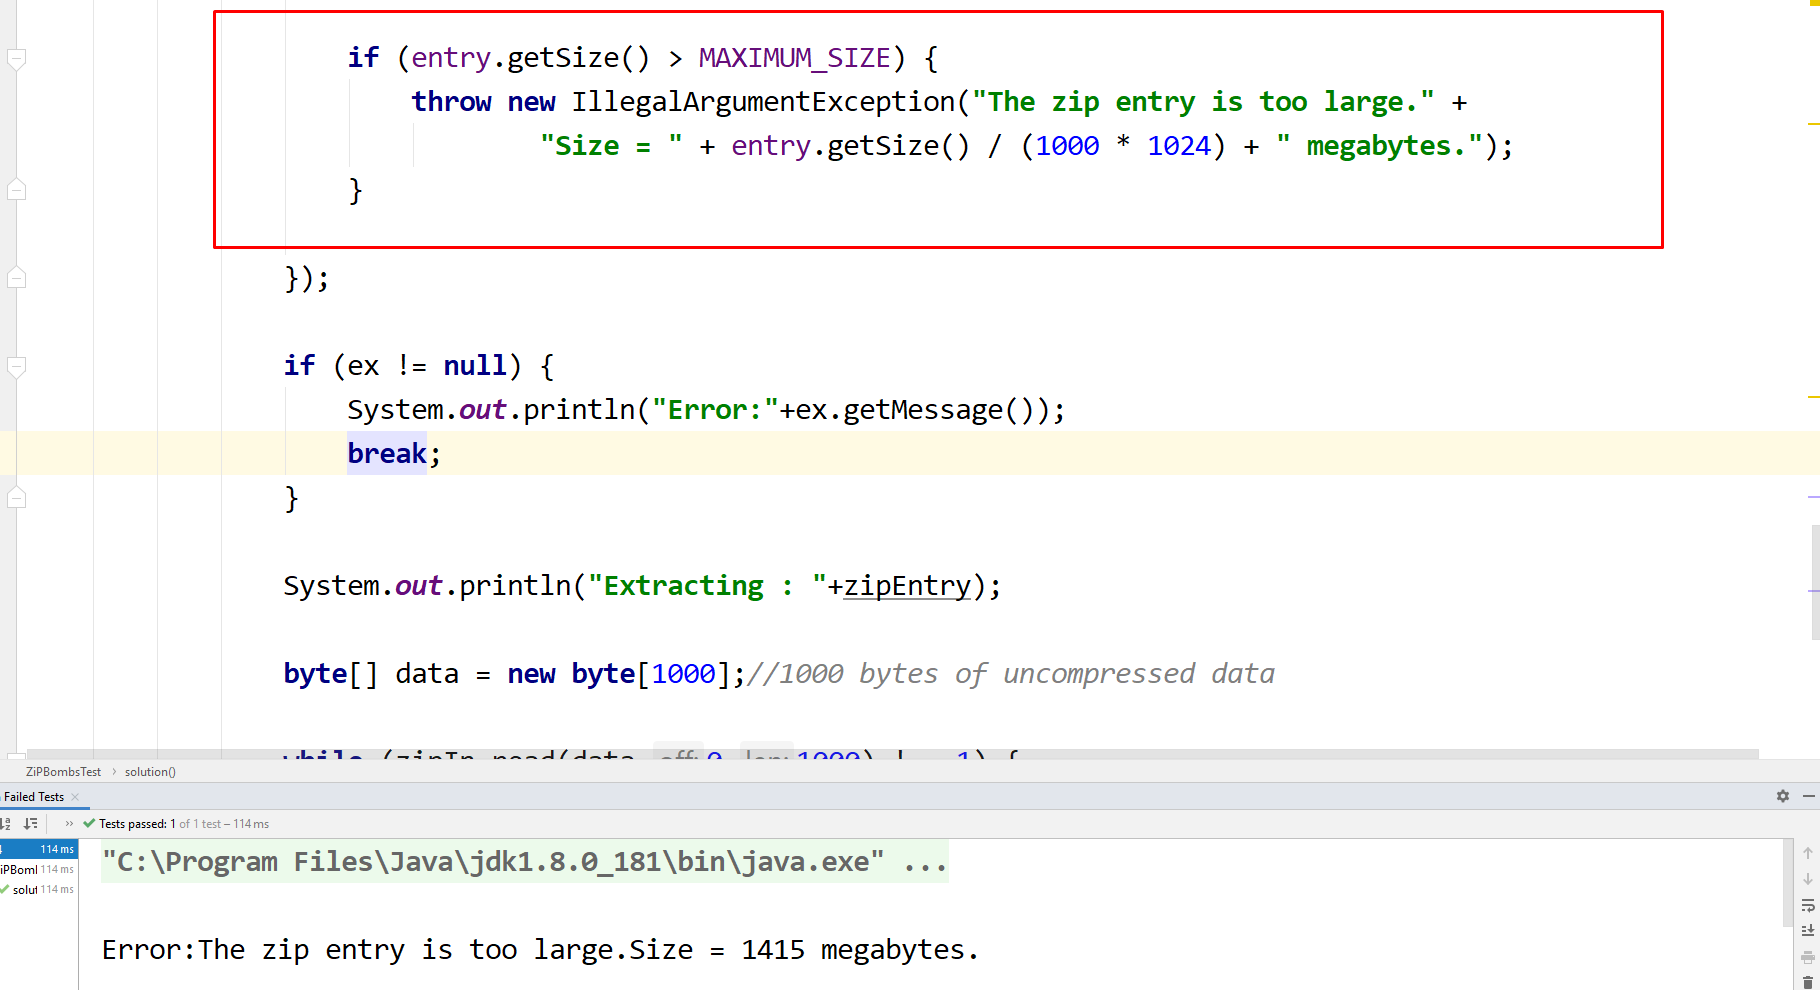 if (entry.getSize() > MAXIMUM_SIZE) {
throw new IllegalArgumentException("The zip entry is too large." +
"Size = " + entry.getSize() / (1000 * 1024) + " megabytes.");
}
});
if (ex != null) {
System.out.println("Error:"+ex.getMessage());
break;
}
System.out.println("Extracting : "+zipEntry);
byte[] data = new byte[1000];//1000 bytes of uncompressed data
while (zipIn.read(data
ZiPBombsTest › solution()
Failed Tests ×
» Tests passed: 1 of 1 test – 114 ms
114 ms
114 ms
114 ms
"C:\Program Files\Java\jdk1.8.0_181\bin\java.exe" ...
Error:The zip entry is too large.Size = 1415 megabytes.